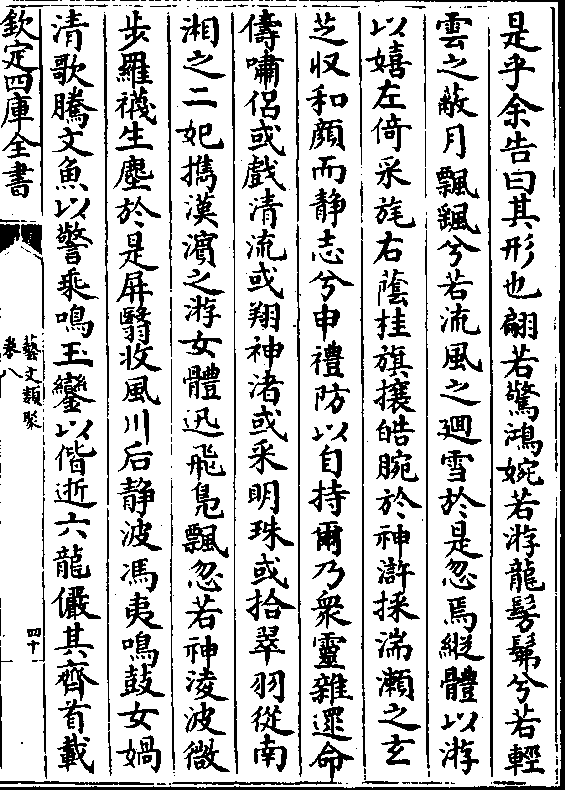 是乎余告曰其形也翩若驚鴻婉若游龍髣髴兮若輕
雲之蔽月飄颻兮若流風之迴雪於是忽焉縱體以游
以嬉左倚采旄右蔭桂旗攘皓腕於神滸採湍瀨之玄
芝收和顔而静志兮申禮防以自持爾乃衆靈雜遝命
儔嘯侶或戲清流或翔神渚或采明珠或拾翠羽從南
湘之二妃攜漢濵之游女體迅飛鳬飄忽若神淩波微
步羅襪生塵於是屏翳收風川后静波馮夷鳴鼓女媧
清歌騰文魚以警乘鳴玉鑾以偕逝六龍儼其齊首載
欽定四庫全書
藝文類聚
卷八
四十